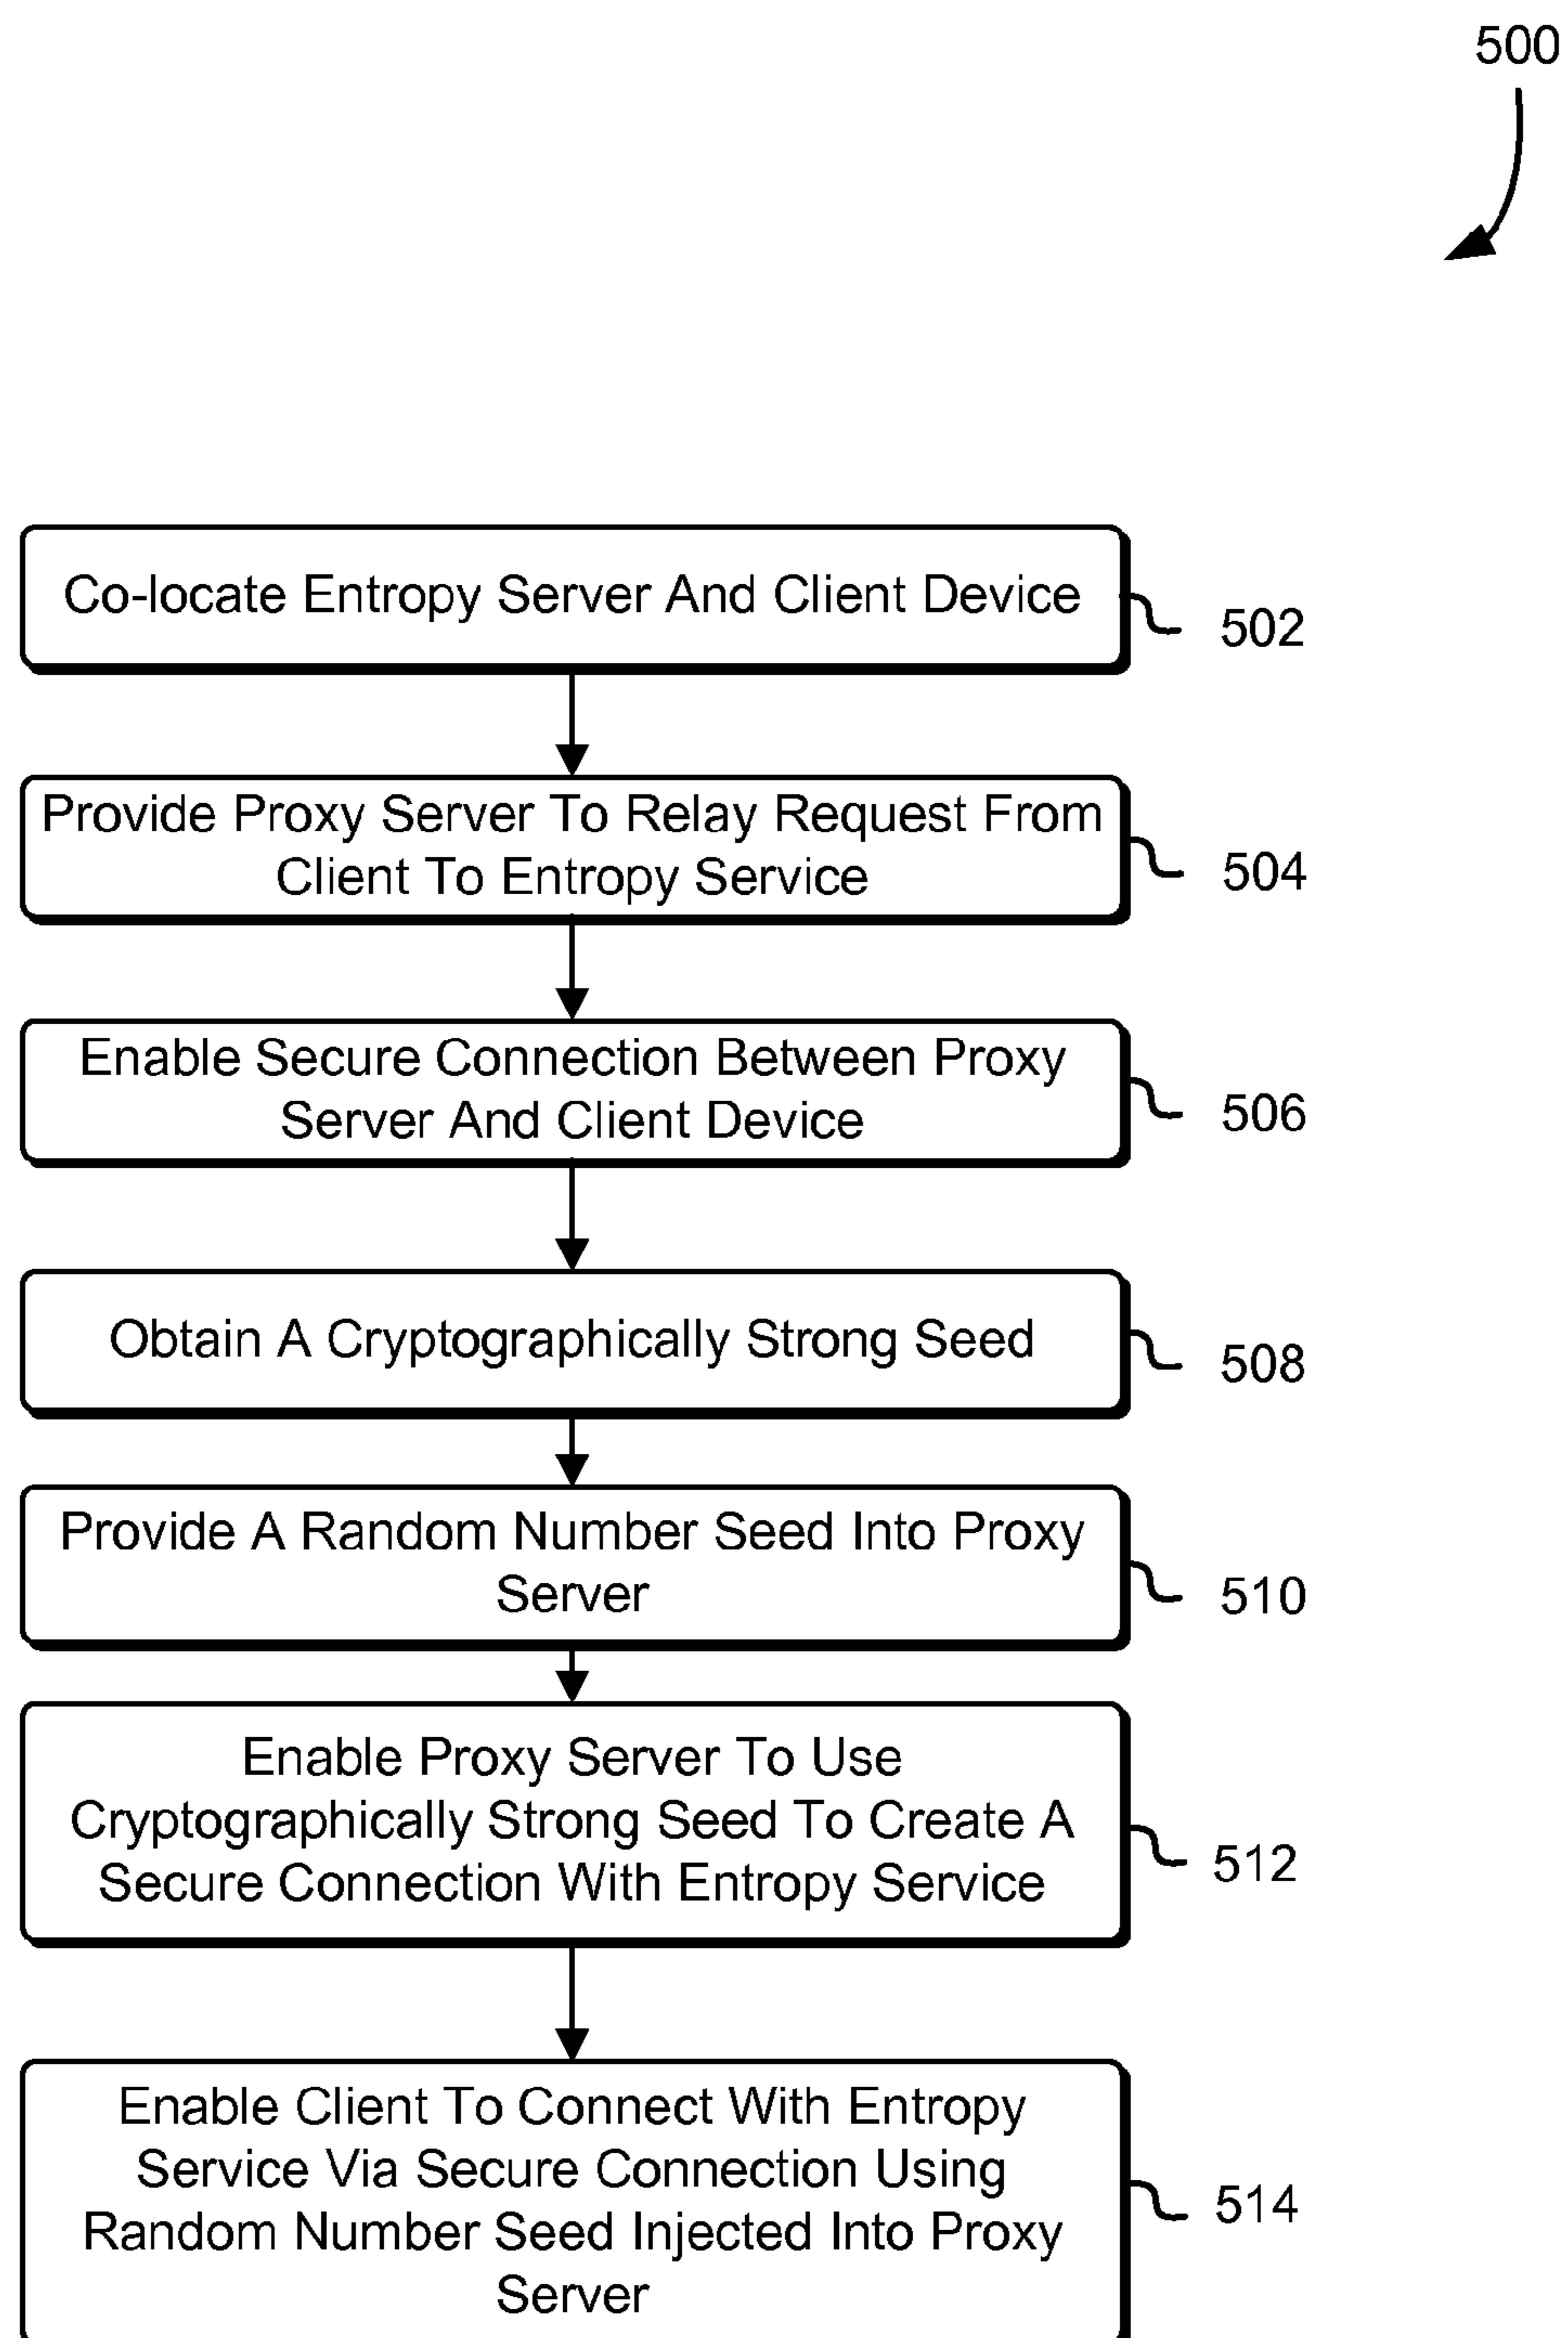 500
Co-locate Entropy Server And Client Device
502
Provide Proxy Server To Relay Request From
Client To Entropy Service
504
Enable Secure Connection Between Proxy
Server And Client Device
506
Obtain A Cryptographically Strong Seed
508
Provide A Random Number Seed Into Proxy
Server
510
Enable Proxy Server To Use
Cryptographically Strong Seed To Create A
Secure Connection With Entropy Service
512
Enable Client To Connect With Entropy
Service Via Secure Connection Using
Random Number Seed Injected Into Proxy
Server
514